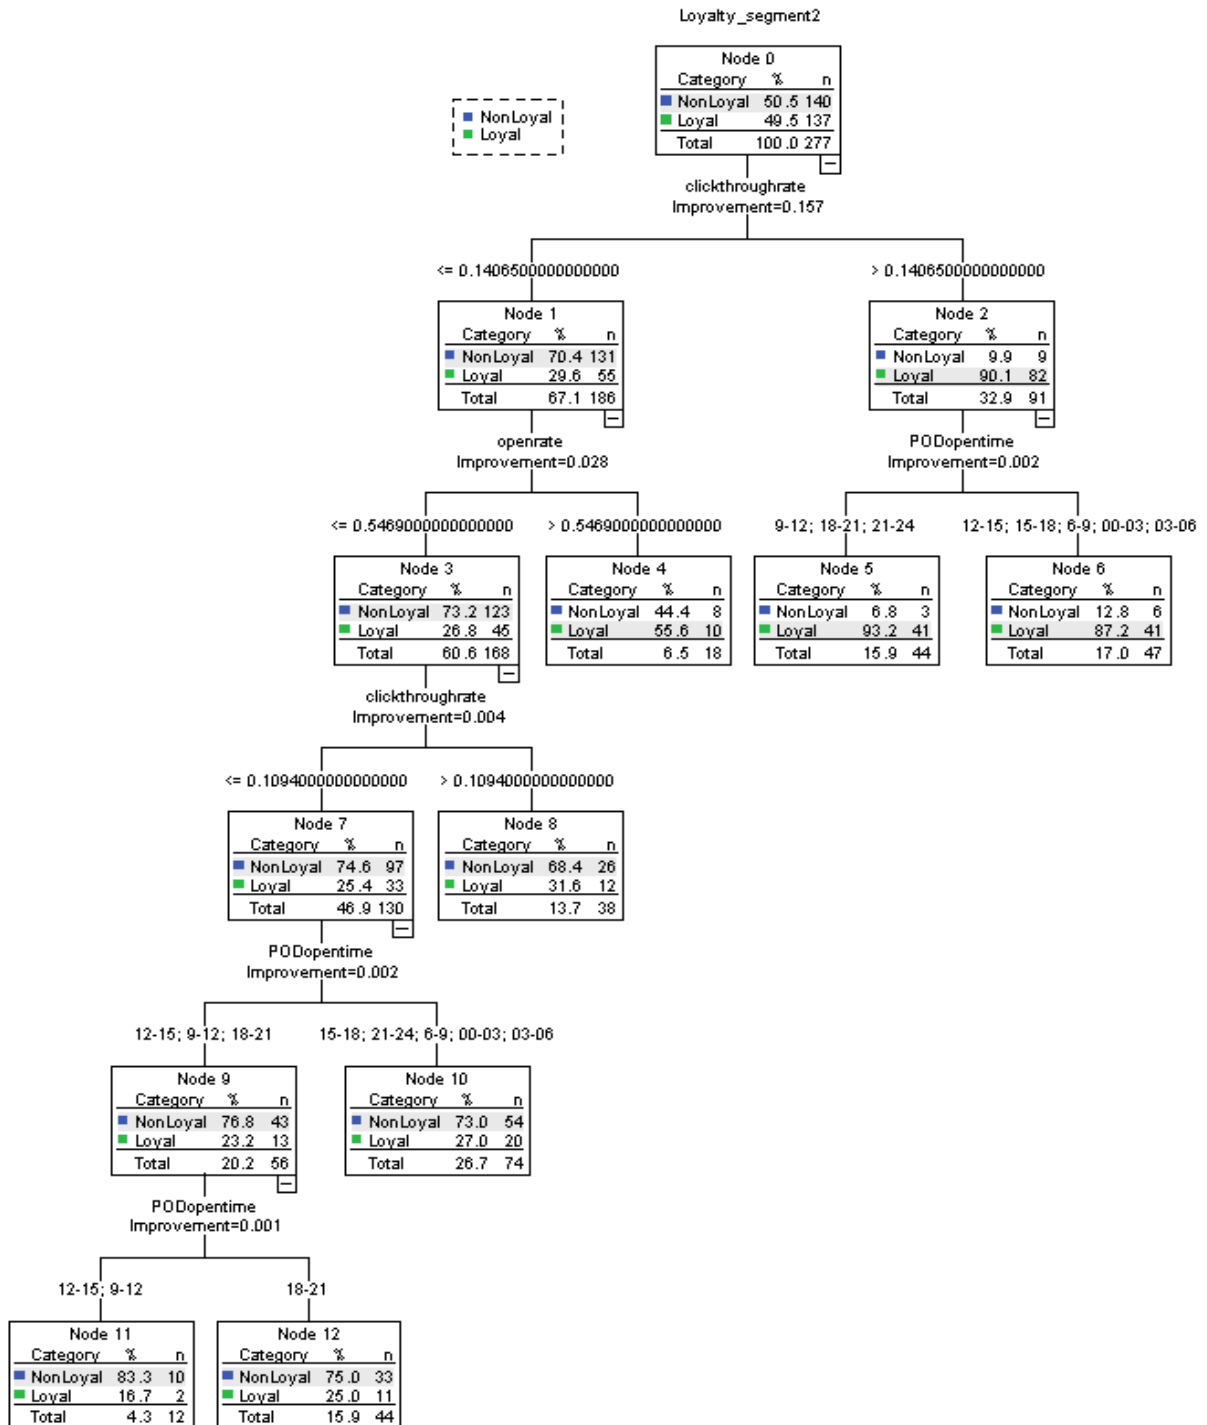 Loyalty_segment2
NonLoyal
Loyal
Node 0
Category % n
NonLoyal 50.5 140
Loyal 49.5 137
Total 100.0 277
clickthroughrate
Improvement=0.157
<= 0.1406500000000000
> 0.1406500000000000
Node 1
Category % n
NonLoyal 70.4 131
Loyal 29.6 55
Total 67.1 186
Node 2
Category % n
NonLoyal 9.9 9
Loyal 90.1 82
Total 32.9 91
openrate
Improvement=0.028
PODopentime
Improvement=0.002
<= 0.5469000000000000
> 0.5469000000000000
9-12; 18-21; 21-24
12-15; 15-18; 6-9; 00-03; 03-06
Node 3
Category % n
NonLoyal 73.2 123
Loyal 26.8 45
Total 60.6 168
Node 4
Category % n
NonLoyal 44.4 8
Loyal 55.6 10
Total 6.5 18
Node 5
Category % n
NonLoyal 6.8 3
Loyal 93.2 41
Total 15.9 44
Node 6
Category % n
NonLoyal 12.8 6
Loyal 87.2 41
Total 17.0 47
clickthroughrate
Improvement=0.004
<= 0.1094000000000000
> 0.1094000000000000
Node 7
Category % n
NonLoyal 74.6 97
Loyal 25.4 33
Total 46.9 130
Node 8
Category % n
NonLoyal 68.4 26
Loyal 31.6 12
Total 13.7 38
PODopentime
Improvement=0.002
12-15; 9-12; 18-21
15-18; 21-24; 6-9; 00-03; 03-06
Node 9
Category % n
NonLoyal 76.8 43
Loyal 23.2 13
Total 20.2 56
Node 10
Category % n
NonLoyal 73.0 54
Loyal 27.0 20
Total 26.7 74
PODopentime
Improvement=0.001
12-15; 9-12
18-21
Node 11
Category % n
NonLoyal 83.3 10
Loyal 16.7 2
Total 4.3 12
Node 12
Category % n
NonLoyal 75.0 33
Loyal 25.0 11
Total 15.9 44